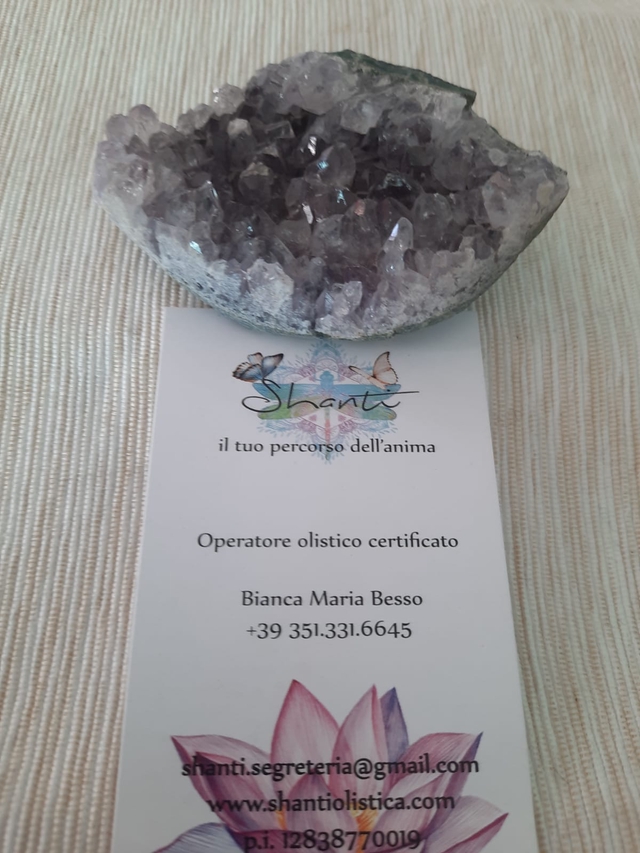 Shanti
il tuo percorso dell'anima
Operatore olistico certificato
Bianca Maria Besso
+39 351.331.6645
shanti.segreteria@gmail.com
www.shantiolistica.com
p.i. 12838770019